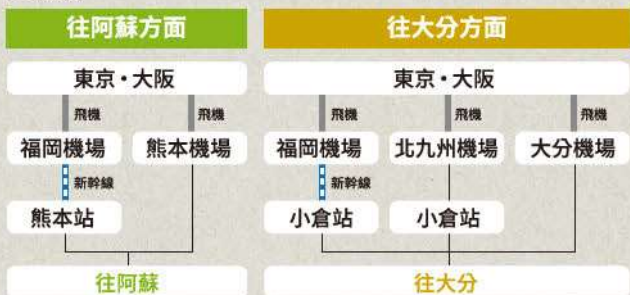 往阿蘇方面
東京・大阪
飛機 飛機
福岡機場 熊本機場
新幹線
熊本站
往阿蘇
往大分方面
東京・大阪
飛機 飛機 飛機
福岡機場 北九州機場 大分機場
新幹線
小倉站 小倉站
往大分